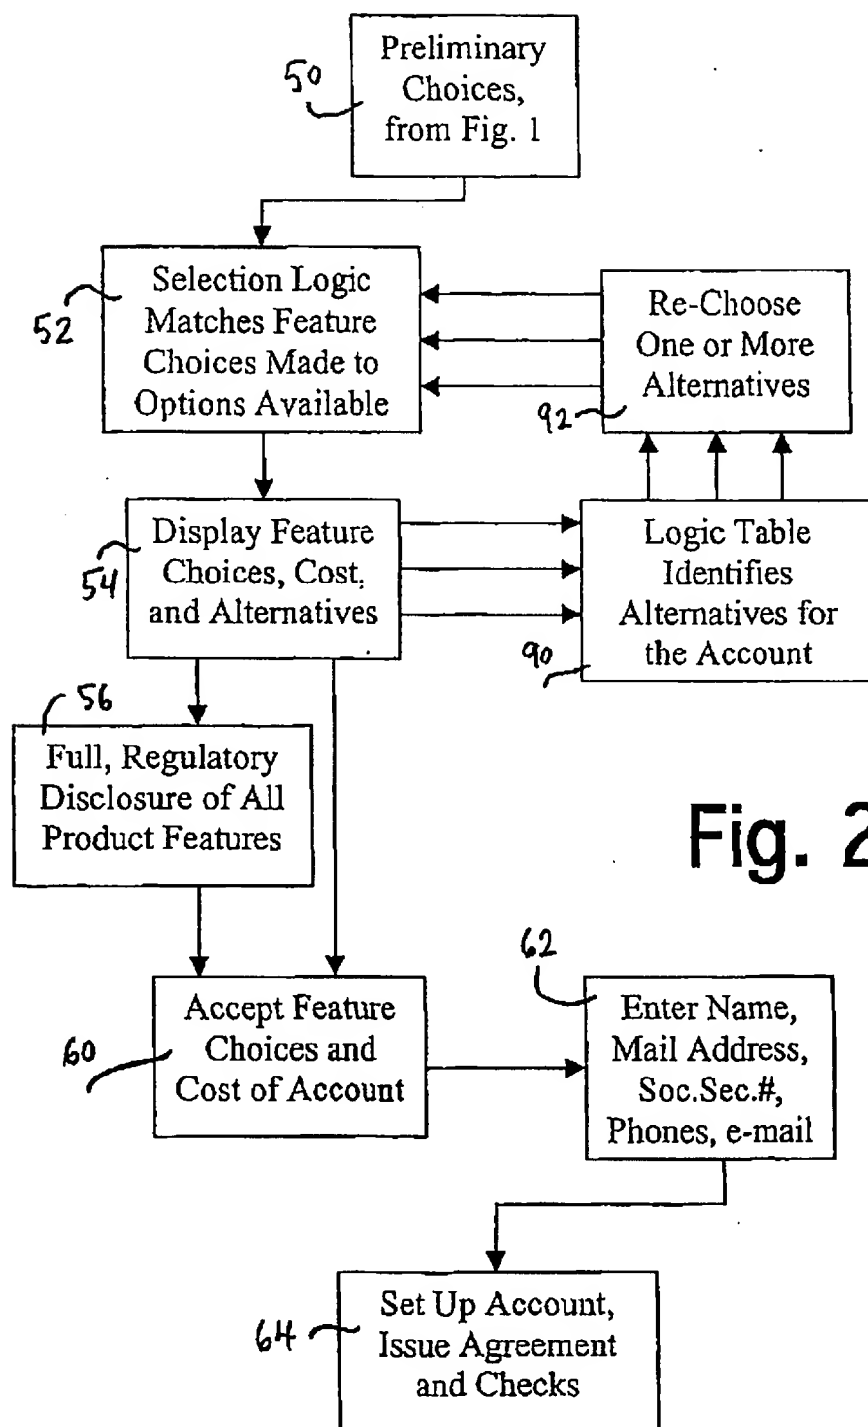 50
Preliminary
Choices,
from Fig. 1
52
Selection Logic
Matches Feature
Choices Made to
Options Available
Re-Choose
One or More
Alternatives
92
54
Display Feature
Choices, Cost,
and Alternatives
Logic Table
Identifies
Alternatives for
the Account
90
56
Full, Regulatory
Disclosure of All
Product Features
Fig. 2
60
Accept Feature
Choices and
Cost of Account
62
Enter Name,
Mail Address,
Soc.Sec.#,
Phones, e-mail
64
Set Up Account,
Issue Agreement
and Checks